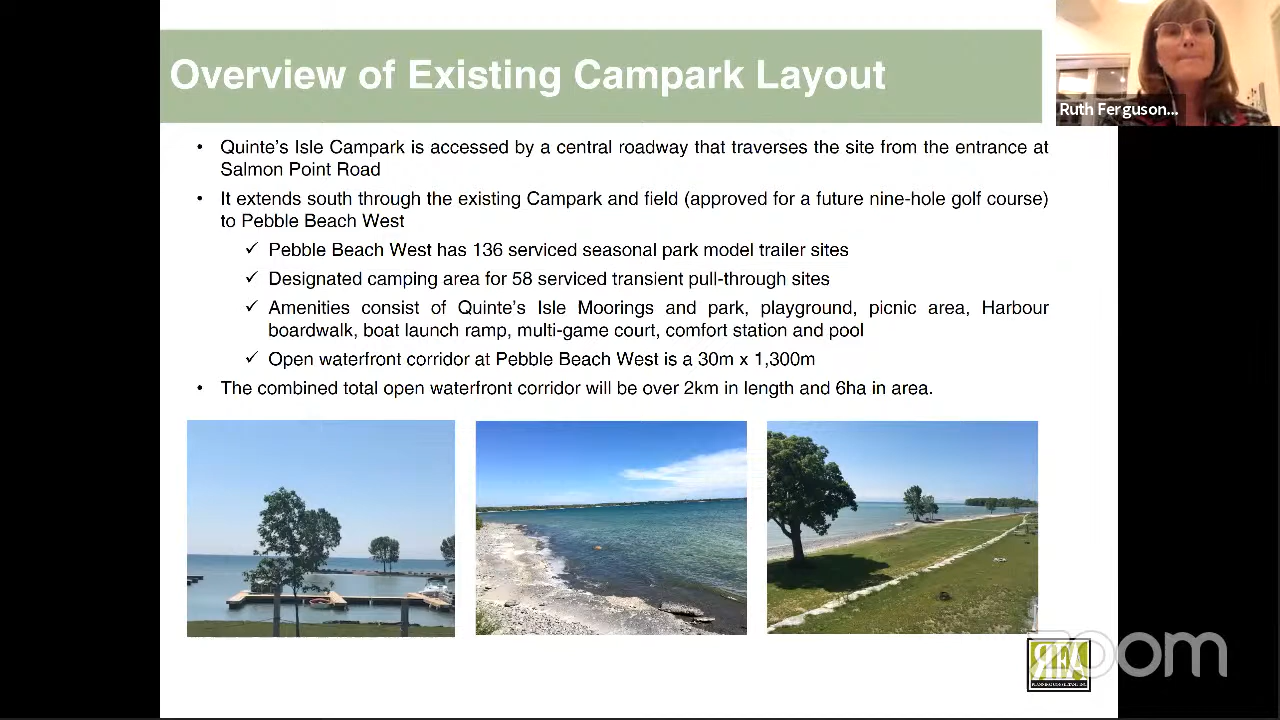 Overview of Existing Campark Layout
Ruth Ferguson...
• Quinte's Isle Campark is accessed by a central roadway that traverses the site from the entrance at
Salmon Point Road
• It extends south through the existing Campark and field (approved for a future nine-hole golf course)
to Pebble Beach West
✓ Pebble Beach West has 136 serviced seasonal park model trailer sites
✓ Designated camping area for 58 serviced transient pull-through sites
✓ Amenities consist of Quinte's Isle Moorings and park, playground, picnic area, Harbour
boardwalk, boat launch ramp, multi-game court, comfort station and pool
✓ Open waterfront corridor at Pebble Beach West is a 30m x 1,300m
• The combined total open waterfront corridor will be over 2km in length and 6ha in area.
zoom